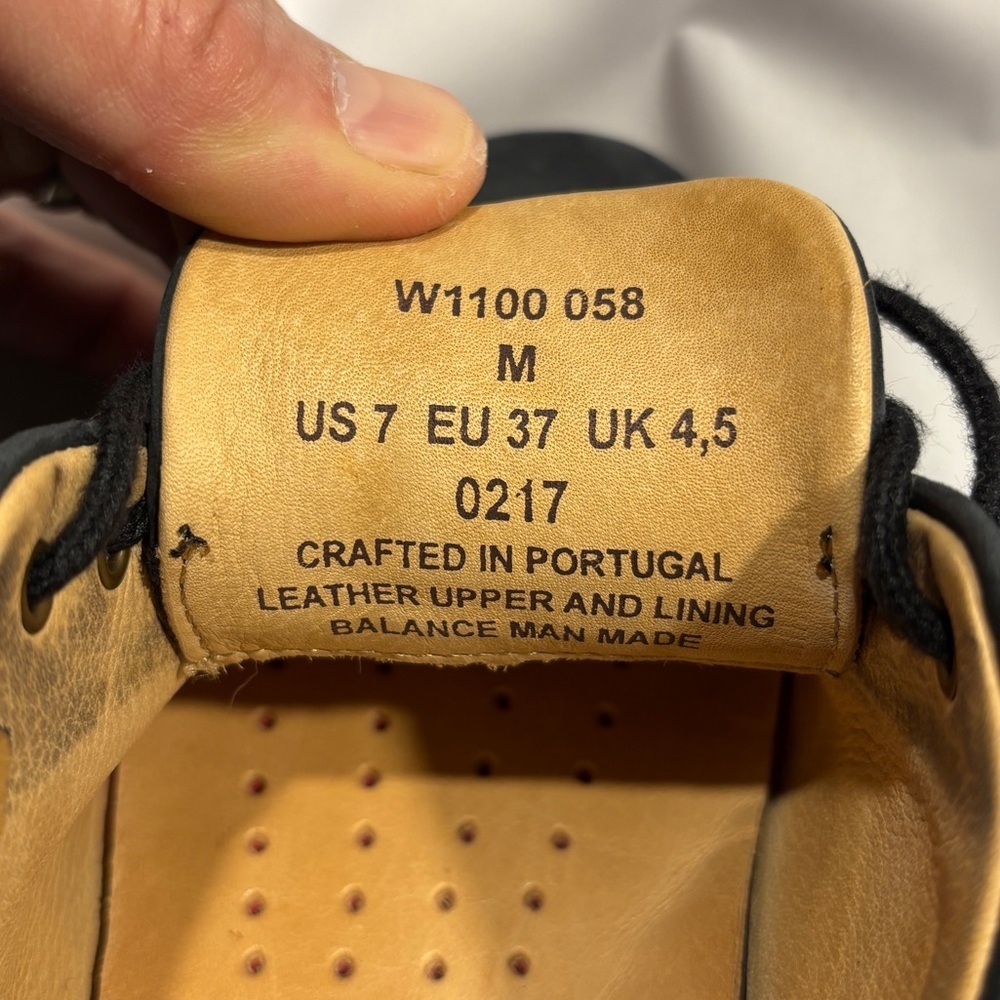 W1100 058
M
US 7 EU 37 UK 4,5
0217
CRAFTED IN PORTUGAL
LEATHER UPPER AND LINING
BALANCE MAN MADE